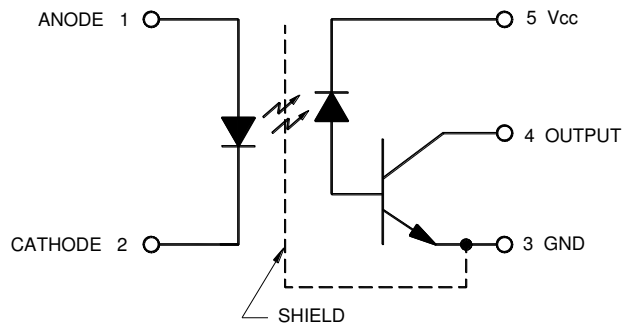 ANODE 1
5 Vcc
4 OUTPUT
CATHODE 2
3 GND
SHIELD